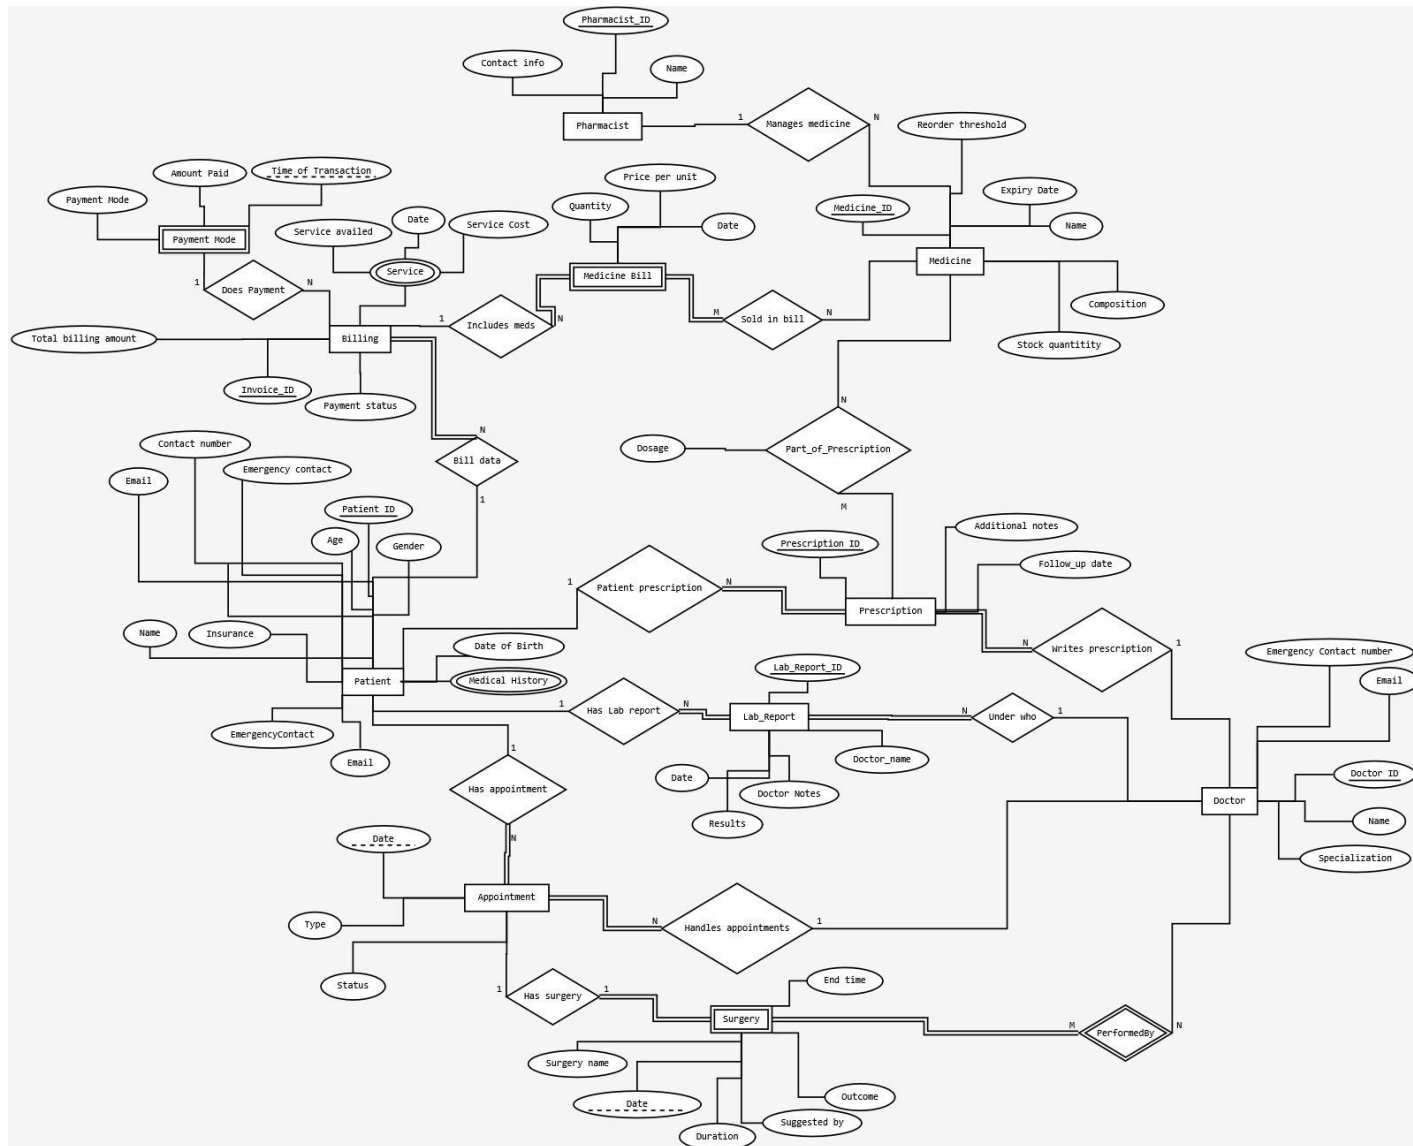 Pharmacist_ID
Contact info
Name
Pharmacist
1
Manages medicine
N
Reorder threshold
Amount Paid
Time of Transaction
Payment Mode
Payment Mode
Service availed
Date
Service Cost
Service
Price per unit
Quantity
Date
Medicine Bill
Medicine_ID
Expiry Date
Name
Medicine
Composition
Stock quantitity
1
Does Payment
N
Total billing amount
Billing
1
Includes meds
N
M
Sold in bill
N
Invoice_ID
Payment status
N
Bill data
1
Contact number
Emergency contact
Email
Patient ID
Age
Gender
Dosage
N
Part_of_Prescription
M
Prescription ID
Additional notes
Follow_up date
1
Patient prescription
N
Prescription
N
Writes prescription
1
Name
Insurance
Date of Birth
Patient
Medical History
EmergencyContact
Email
Lab_Report_ID
1
Has Lab report
N
Lab_Report
N
Under who
1
Date
Doctor Notes
Doctor_name
Results
Emergency Contact number
Email
Doctor ID
Doctor
Name
Specialization
1
Has appointment
N
Date
Appointment
Type
Status
N
Handles appointments
1
1
Has surgery
1
End time
Surgery
M
PerformedBy
N
Surgery name
Date
Duration
Suggested by
Outcome